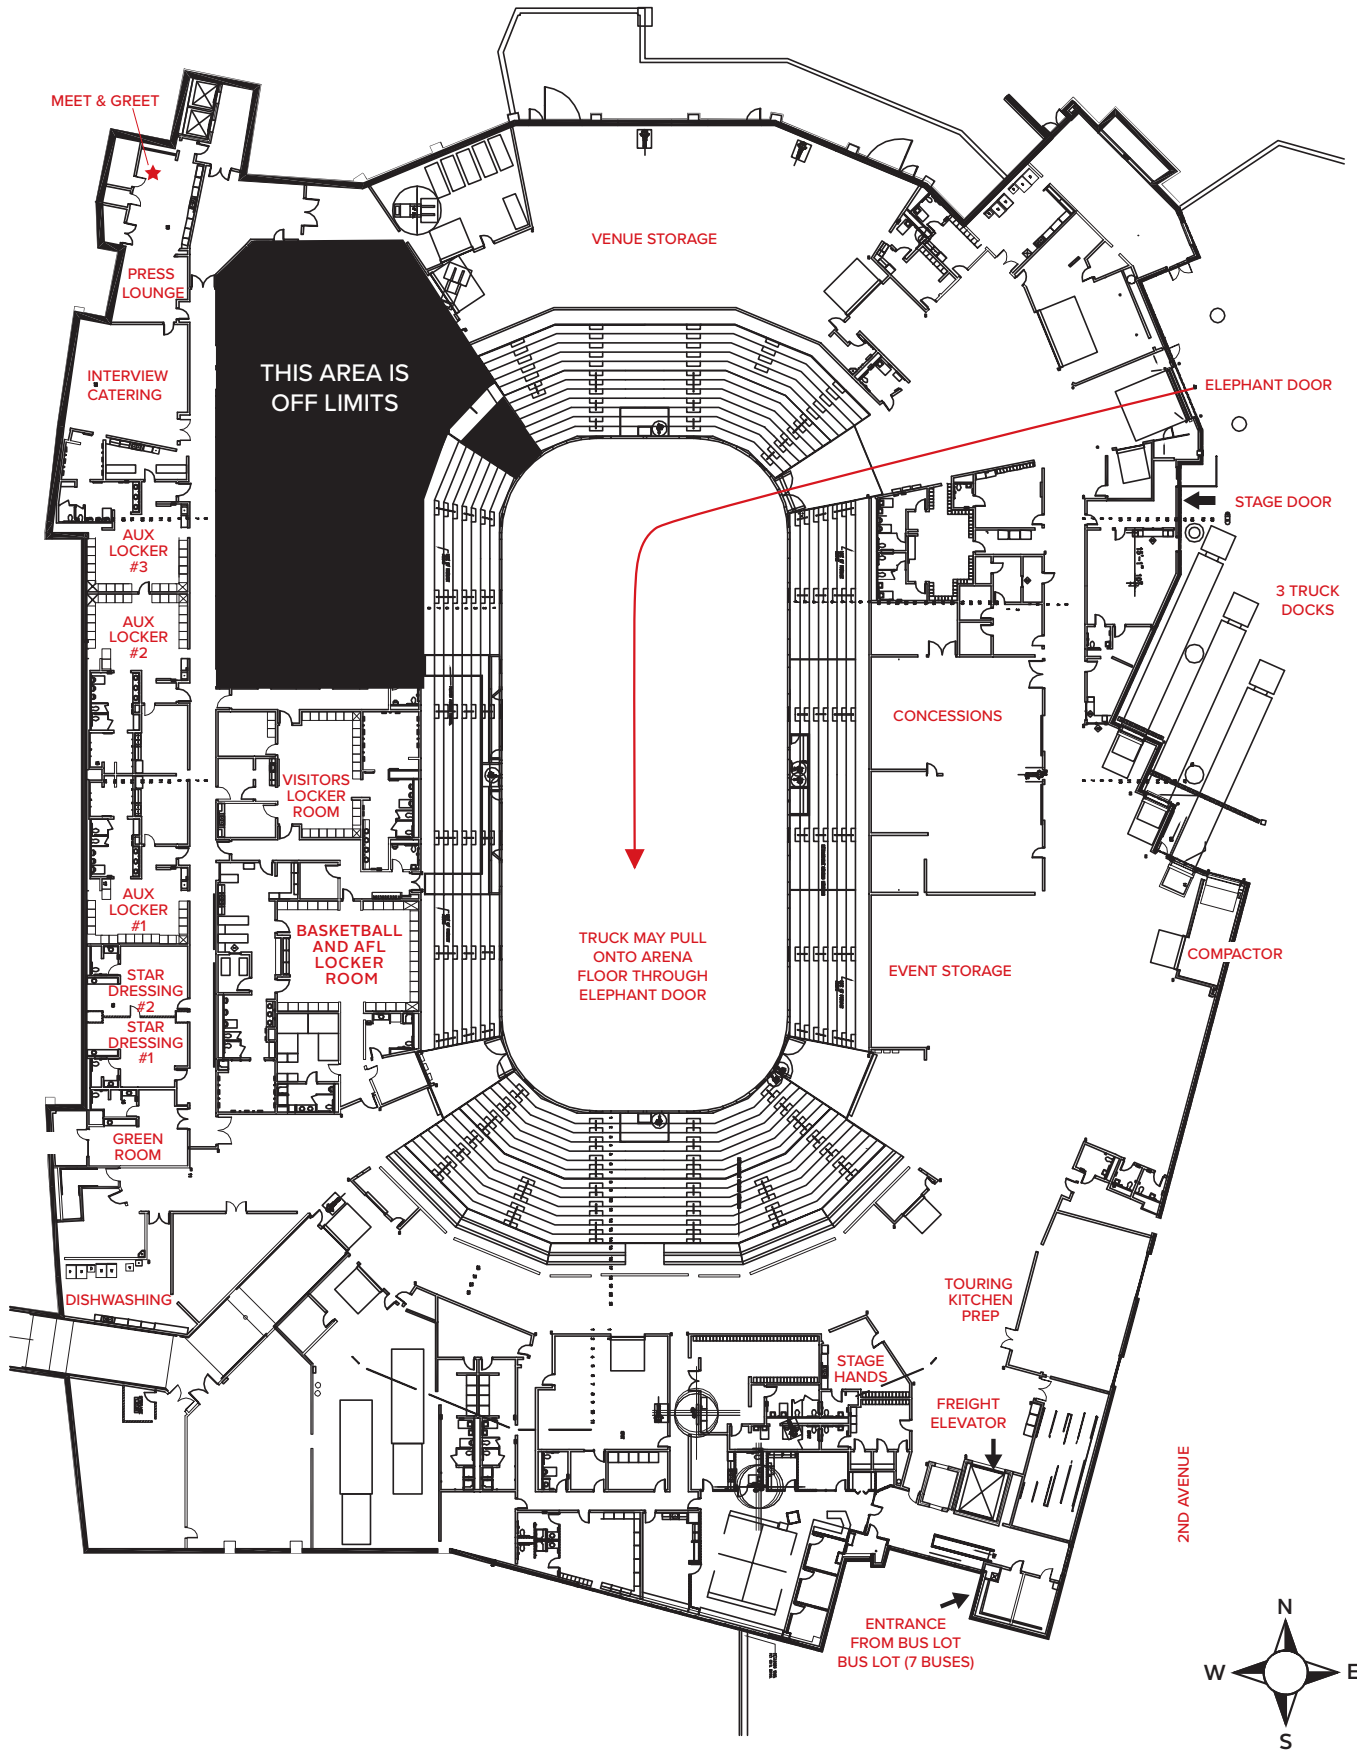 MEET & GREET
VENUE STORAGE
PRESS
LOUNGE
THIS AREA IS
OFF LIMITS
INTERVIEW
CATERING
ELEPHANT DOOR
STAGE DOOR
AUX
LOCKER
#3
3 TRUCK
DOCKS
AUX
LOCKER
#2
CONCESSIONS
VISITORS
LOCKER
ROOM
AUX
LOCKER
#1
BASKETBALL
AND AFL
LOCKER
ROOM
TRUCK MAY PULL
ONTO ARENA
FLOOR THROUGH
ELEPHANT DOOR
EVENT STORAGE
COMPACTOR
STAR
DRESSING
#2
STAR
DRESSING
#1
GREEN
ROOM
DISHWASHING
TOURING
KITCHEN
PREP
STAGE
HANDS
FREIGHT
ELEVATOR
2ND AVENUE
ENTRANCE
FROM BUS LOT
BUS LOT (7 BUSES)
N
W E
S